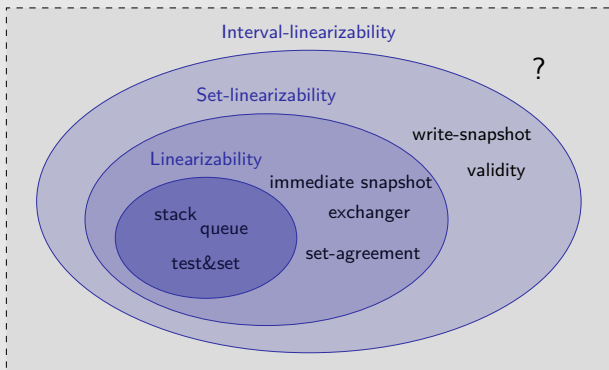 Interval-linearizability
?
Set-linearizability
write-snapshot
Linearizability
validity
immediate snapshot
stack
exchanger
queue
set-agreement
test&set